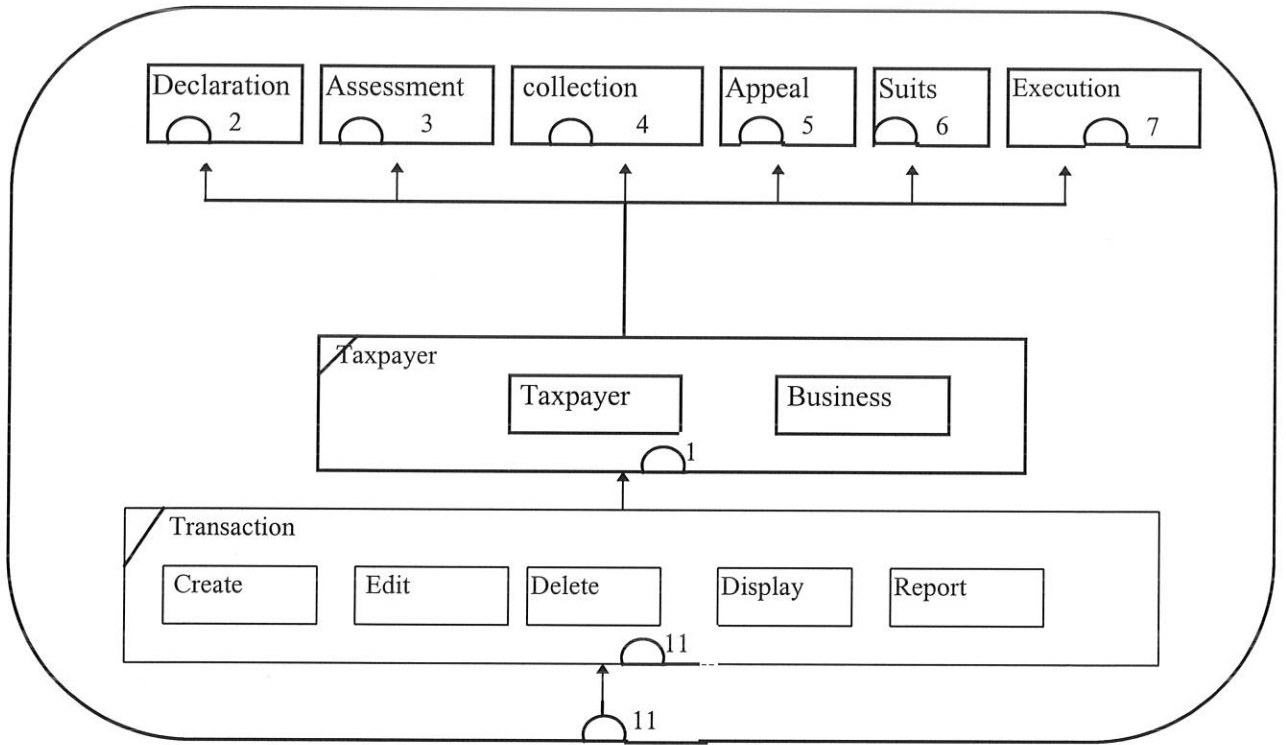 Declaration
2
Assessment
3
collection
4
Appeal
5
Suits
6
Execution
7
Taxpayer
Taxpayer
Business
1
Transaction
Create
Edit
Delete
Display
Report
11
11